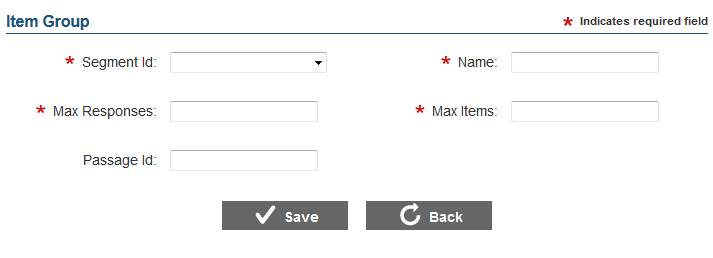 Item Group * Indicates required field
* Segment Id: * Name:
* Max Responses: * Max Items:
Passage Id:
Save Back